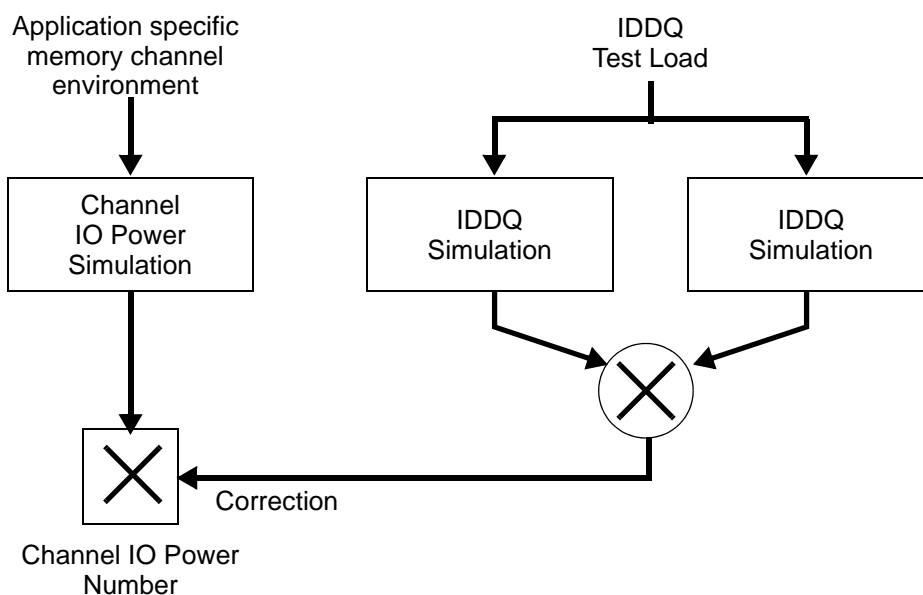 Application specific
memory channel
environment
IDDQ
Test Load
Channel
IO Power
Simulation
IDDQ
Simulation
IDDQ
Simulation
Correction
Channel IO Power
Number